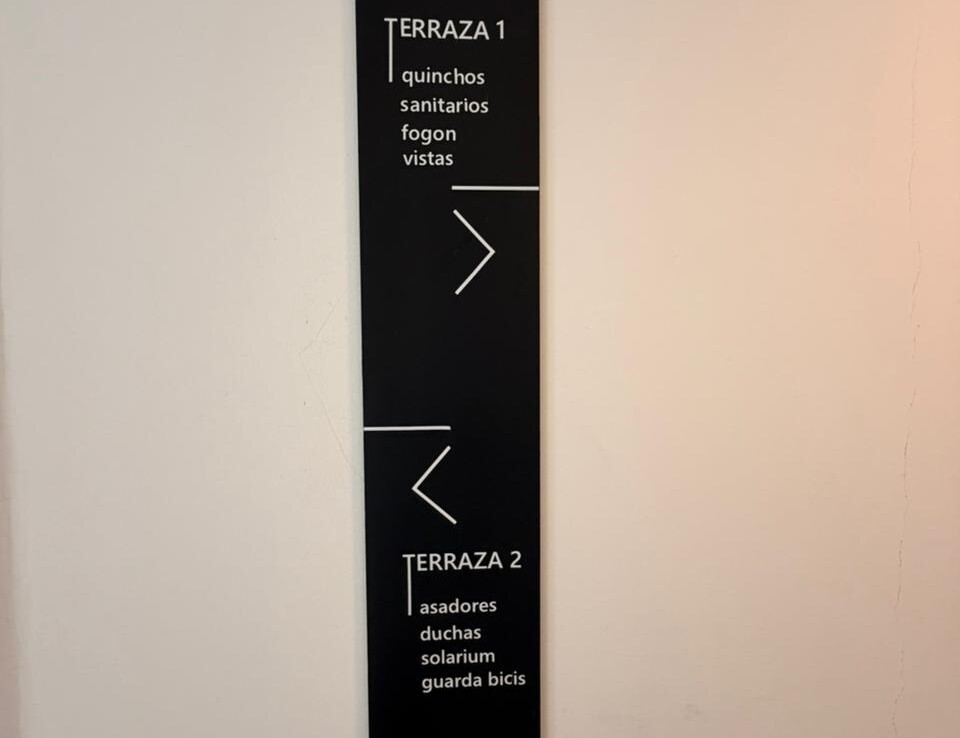 TERRAZA 1
quinchos
sanitarios
fogon
vistas
TERRAZA 2
asadores
duchas
solarium
guarda bicis